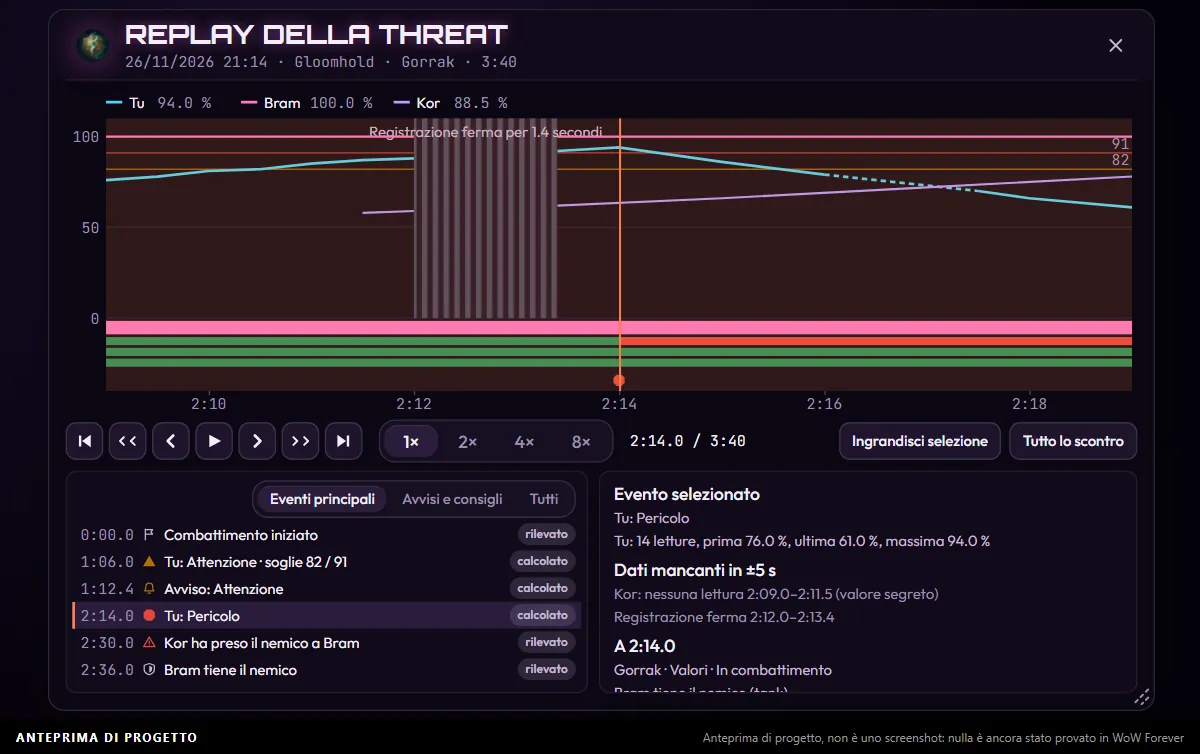 REPLAY DELLA THREAT
26/11/2026 21:14 · Gloomhold · Gorrak · 3:40
Tu 94.0 % Bram 100.0 % Kor 88.5 %
Registrazione ferma per 1.4 secondi
100
91
82
50
0
2:10 2:12 2:14 2:16 2:18
1× 2× 4× 8× 2:14.0 / 3:40 Ingrandisci selezione Tutto lo scontro
Eventi principali Avvisi e consigli Tutti
0:00.0 Combattimento iniziato rilevato
1:06.0 Tu: Attenzione · soglie 82 / 91 calcolato
1:12.4 Avviso: Attenzione calcolato
2:14.0 Tu: Pericolo calcolato
2:30.0 Kor ha preso il nemico a Bram rilevato
2:36.0 Bram tiene il nemico rilevato
Evento selezionato
Tu: Pericolo
Tu: 14 letture, prima 76.0 %, ultima 61.0 %, massima 94.0 %
Dati mancanti in ±5 s
Kor: nessuna lettura 2:09.0–2:11.5 (valore segreto)
Registrazione ferma 2:12.0–2:13.4
A 2:14.0
Gorrak · Valori · In combattimento
Bram tiene il nemico (tank)
ANTEPRIMA DI PROGETTO
Anteprima di progetto, non è uno screenshot: nulla è ancora stato provato in WoW Forever